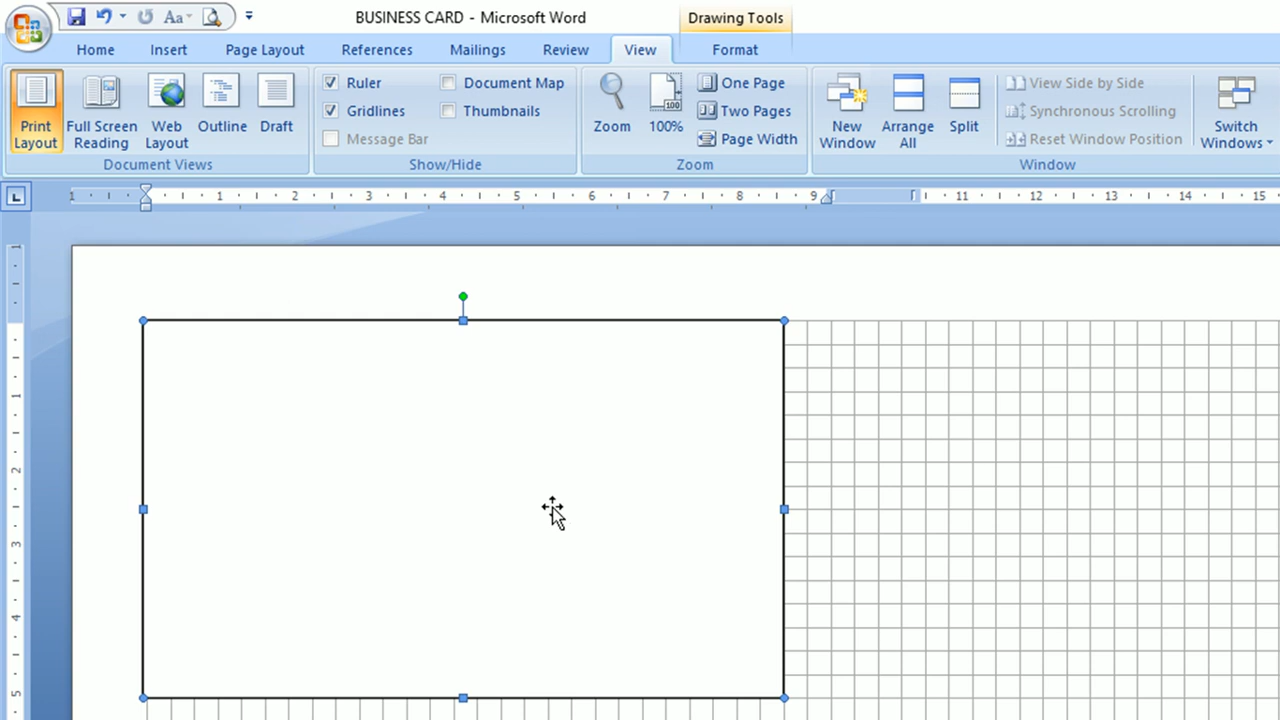 Aa
BUSINESS CARD - Microsoft Word
Drawing Tools
Home Insert Page Layout References Mailings Review View Format
Print Layout
Full Screen Reading
Web Layout
Outline
Draft
Document Views
Ruler
Gridlines
Message Bar
Document Map
Thumbnails
Show/Hide
Zoom
100
100%
One Page
Two Pages
Page Width
Zoom
New Window
Arrange All
Split
View Side by Side
Synchronous Scrolling
Reset Window Position
Switch Windows
Window
L
1 1 2 3 4 5 6 7 8 9 11 12 13 14 15
1
1
2
3
4
5